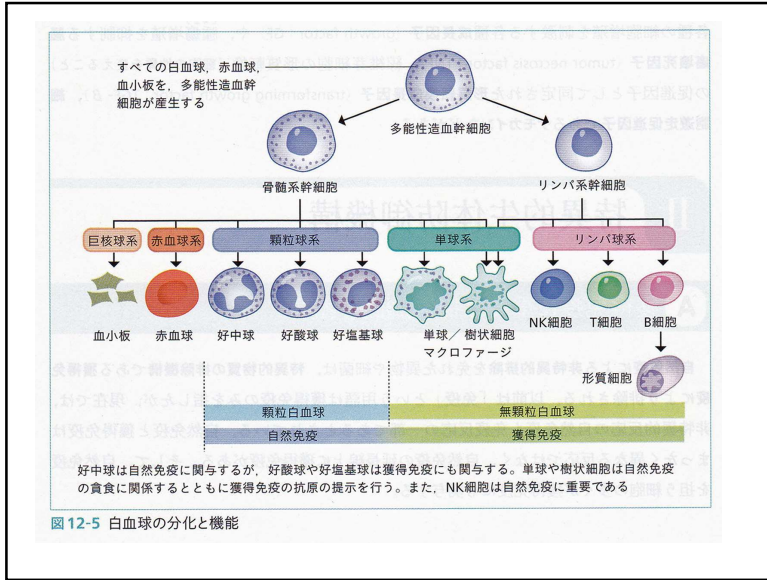 すべての白血球，赤血球，
血小板を，多能性造血幹
細胞が産生する
多能性造血幹細胞
骨髄系幹細胞
リンパ系幹細胞
巨核球系 赤血球系 顆粒球系 単球系 リンパ球系
血小板 赤血球 好中球 好酸球 好塩基球 単球／樹状細胞 NK細胞 T細胞 B細胞
マクロファージ
形質細胞
顆粒白血球 無顆粒白血球
自然免疫 獲得免疫
好中球は自然免疫に関与するが，好酸球や好塩基球は獲得免疫にも関与する。単球や樹状細胞は自然免疫
の貪食に関係するとともに獲得免疫の抗原の提示を行う。また，NK細胞は自然免疫に重要である
図12-5 白血球の分化と機能